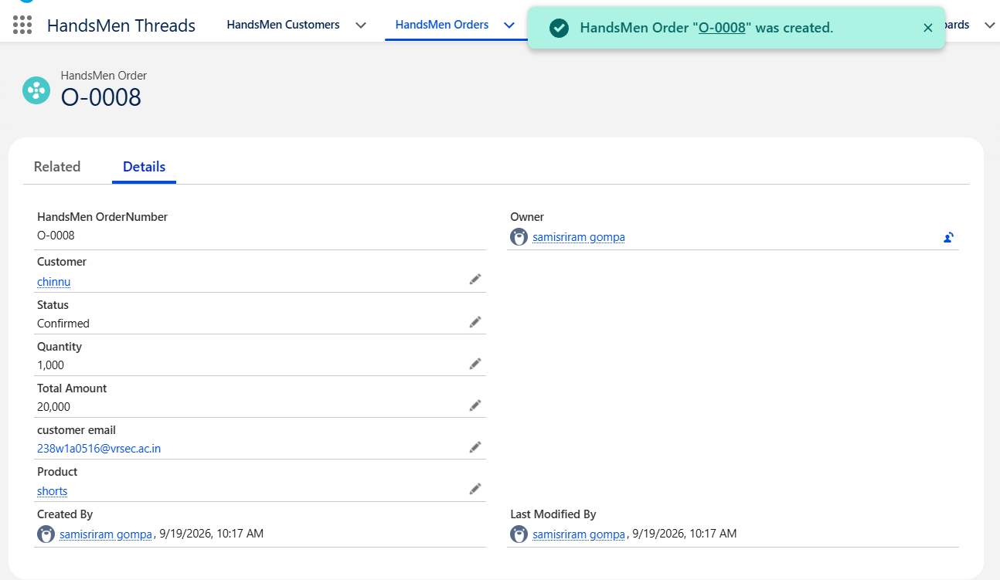 HandsMen Threads
HandsMen Customers
HandsMen Orders
HandsMen Order "O-0008" was created.
HandsMen Order
O-0008
Related
Details
HandsMen OrderNumber
O-0008
Owner
samisriram gompa
Customer
chinnu
Status
Confirmed
Quantity
1,000
Total Amount
20,000
customer email
238w1a0516@vrsec.ac.in
Product
shorts
Created By
samisriram gompa, 9/19/2026, 10:17 AM
Last Modified By
samisriram gompa, 9/19/2026, 10:17 AM